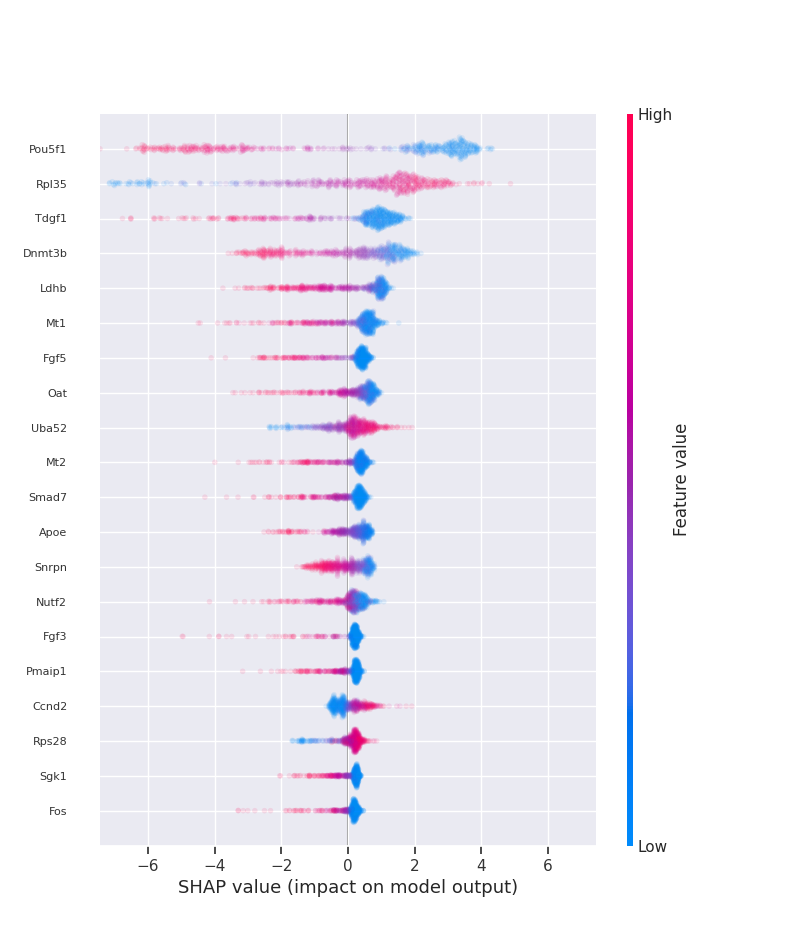 High
Pou5f1
Rpl35
Tdgf1
Dnmt3b
Ldhb
Mt1
Fgf5
Oat
Uba52
Mt2
Smad7
Apoe
Snrpn
Nutf2
Fgf3
Pmaip1
Ccnd2
Rps28
Sgk1
Fos
Feature value
Low
−6 −4 −2 0 2 4 6
SHAP value (impact on model output)